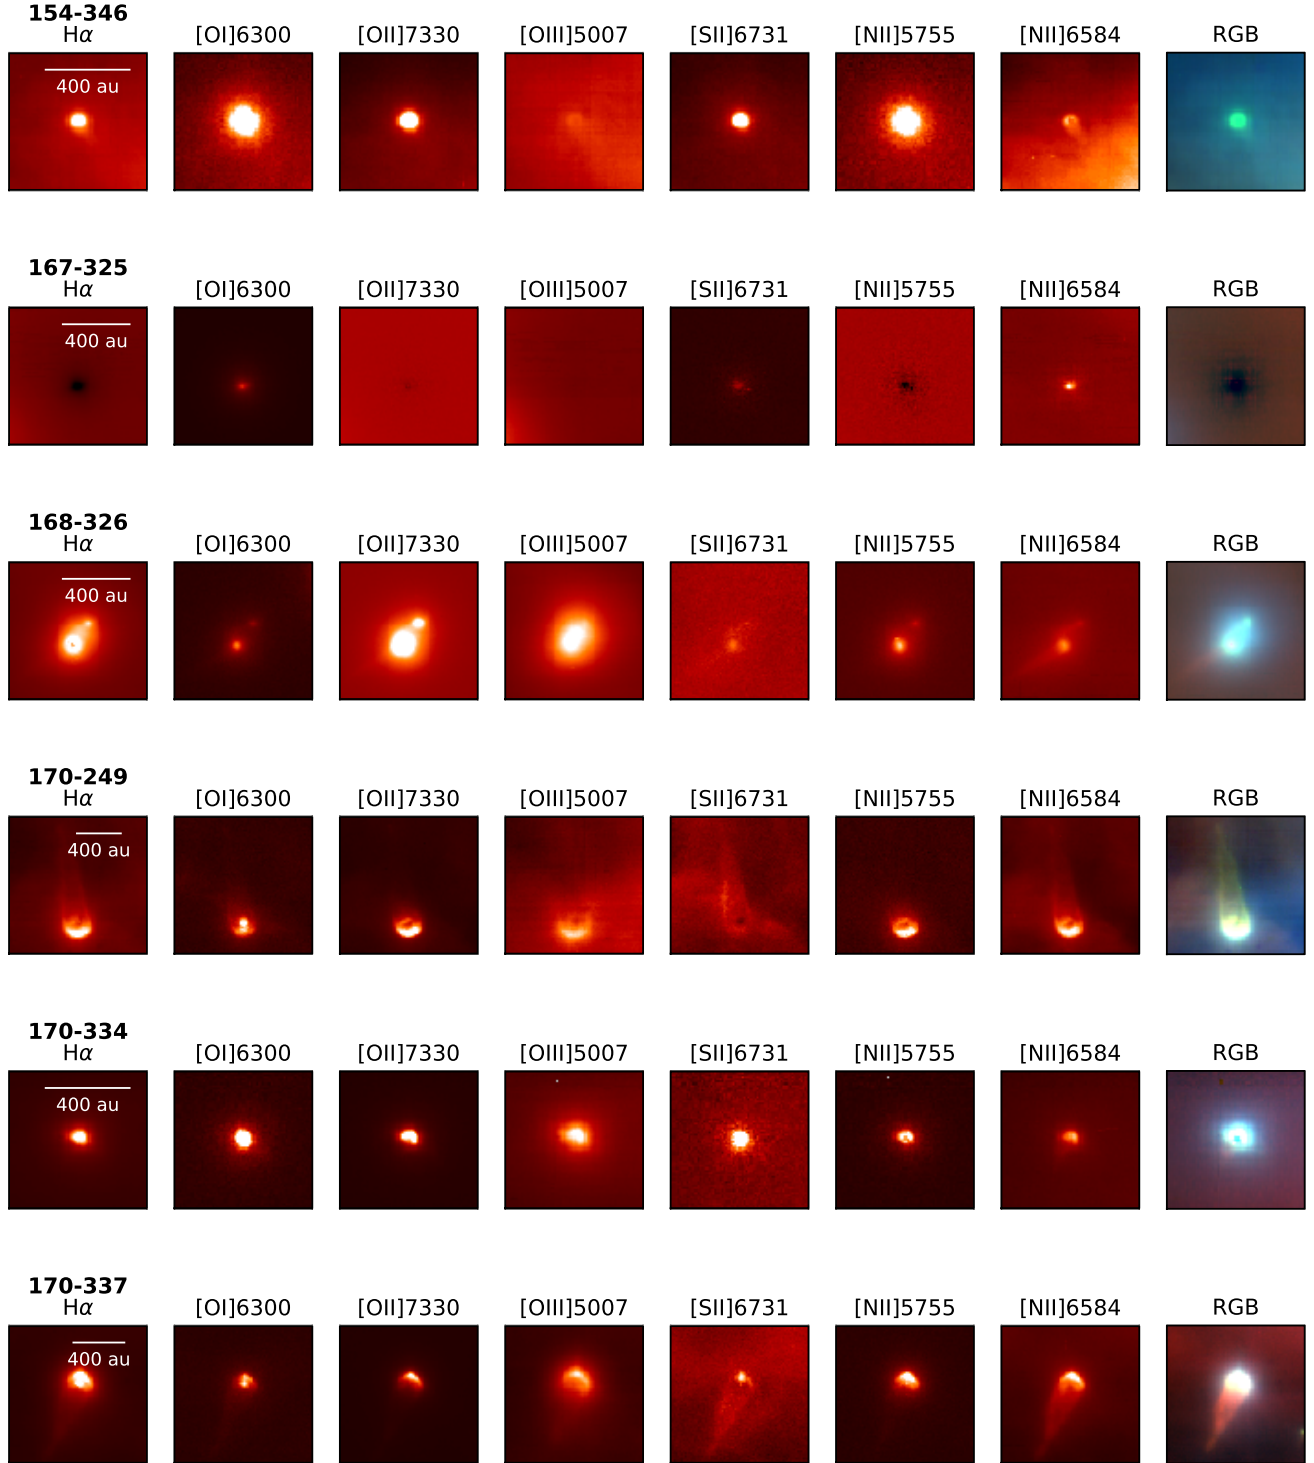 154-346
Hα [OI]6300 [OII]7330 [OIII]5007 [SII]6731 [NII]5755 [NII]6584 RGB
400 au
167-325
Hα [OI]6300 [OII]7330 [OIII]5007 [SII]6731 [NII]5755 [NII]6584 RGB
400 au
168-326
Hα [OI]6300 [OII]7330 [OIII]5007 [SII]6731 [NII]5755 [NII]6584 RGB
400 au
170-249
Hα [OI]6300 [OII]7330 [OIII]5007 [SII]6731 [NII]5755 [NII]6584 RGB
400 au
170-334
Hα [OI]6300 [OII]7330 [OIII]5007 [SII]6731 [NII]5755 [NII]6584 RGB
400 au
170-337
Hα [OI]6300 [OII]7330 [OIII]5007 [SII]6731 [NII]5755 [NII]6584 RGB
400 au